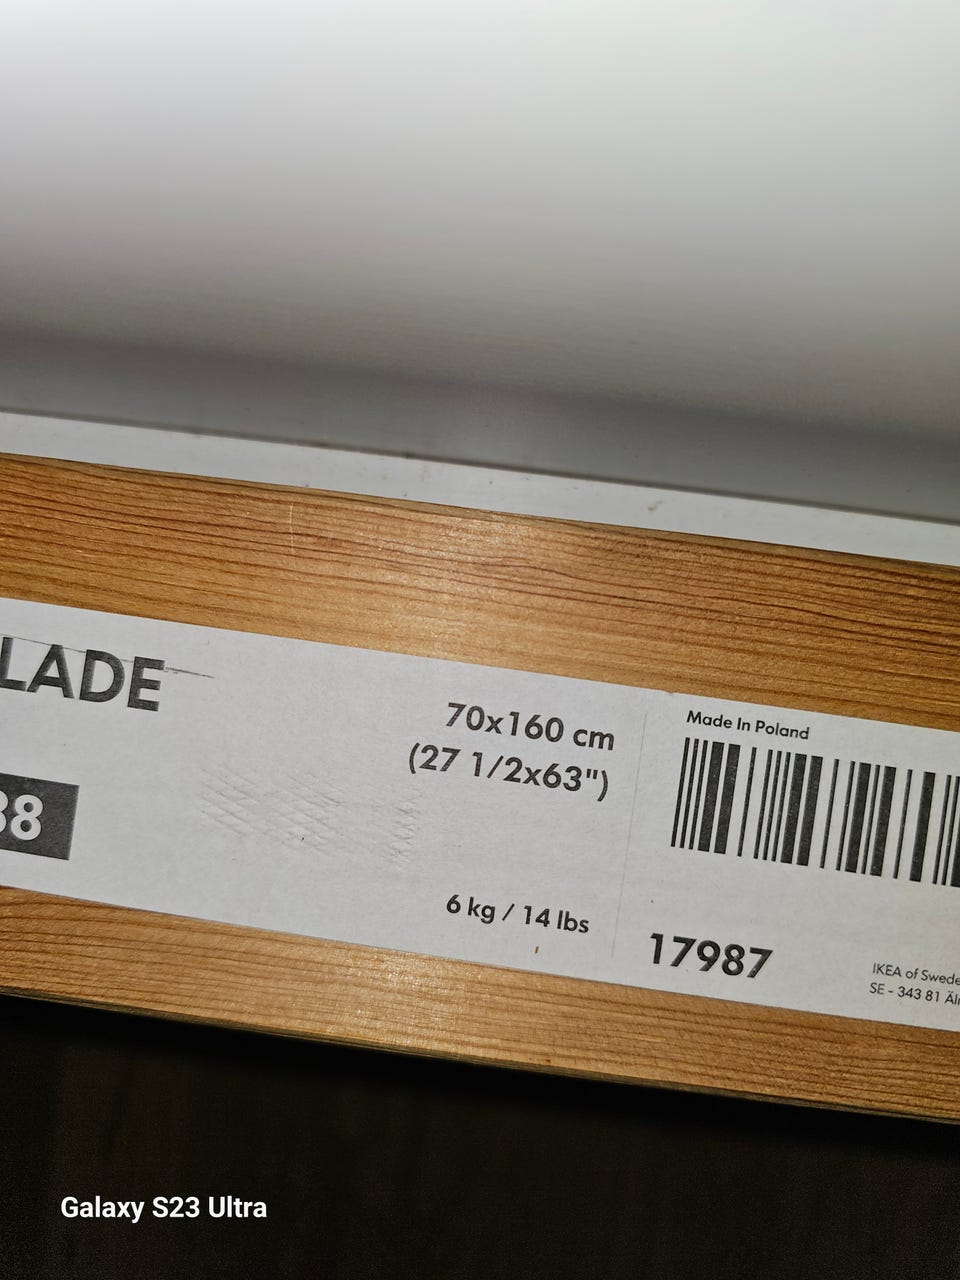 LADE
70x160 cm
(27 1/2x63")
38
6 kg / 14 lbs
Made In Poland
17987
IKEA of Swede
SE - 343 81 Äl
Galaxy S23 Ultra